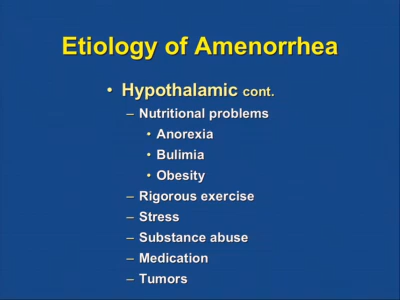 Etiology of Amenorrhea
• Hypothalamic cont.
– Nutritional problems
• Anorexia
• Bulimia
• Obesity
– Rigorous exercise
– Stress
– Substance abuse
– Medication
– Tumors